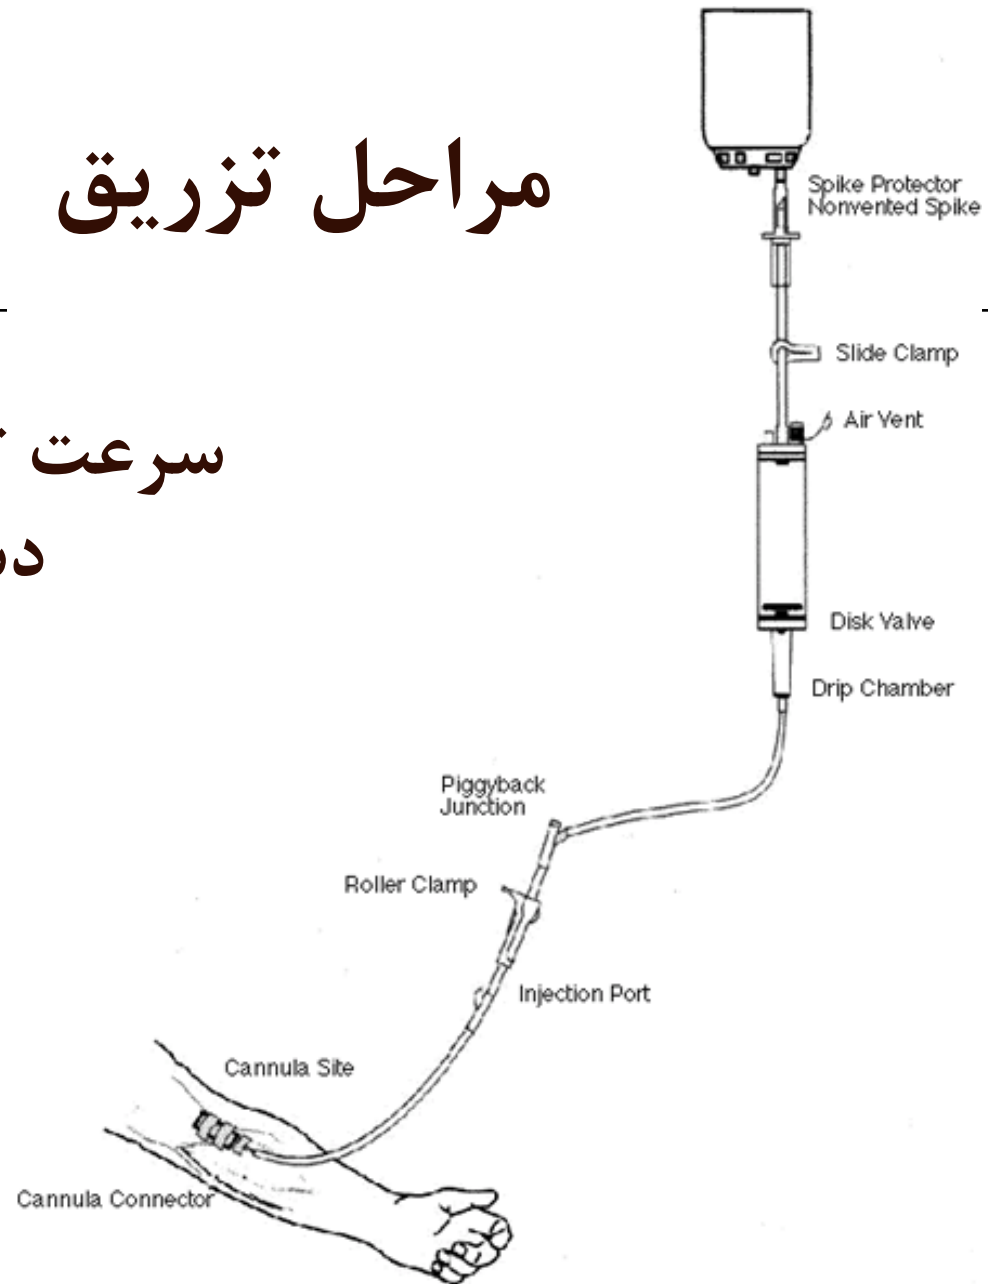 مراحل تزریق
سرعت
Spike Protector
Nonvented Spike
Slide Clamp
Air Vent
Disk Valve
Drip Chamber
Piggyback
Junction
Roller Clamp
Injection Port
Cannula Site
Cannula Connector